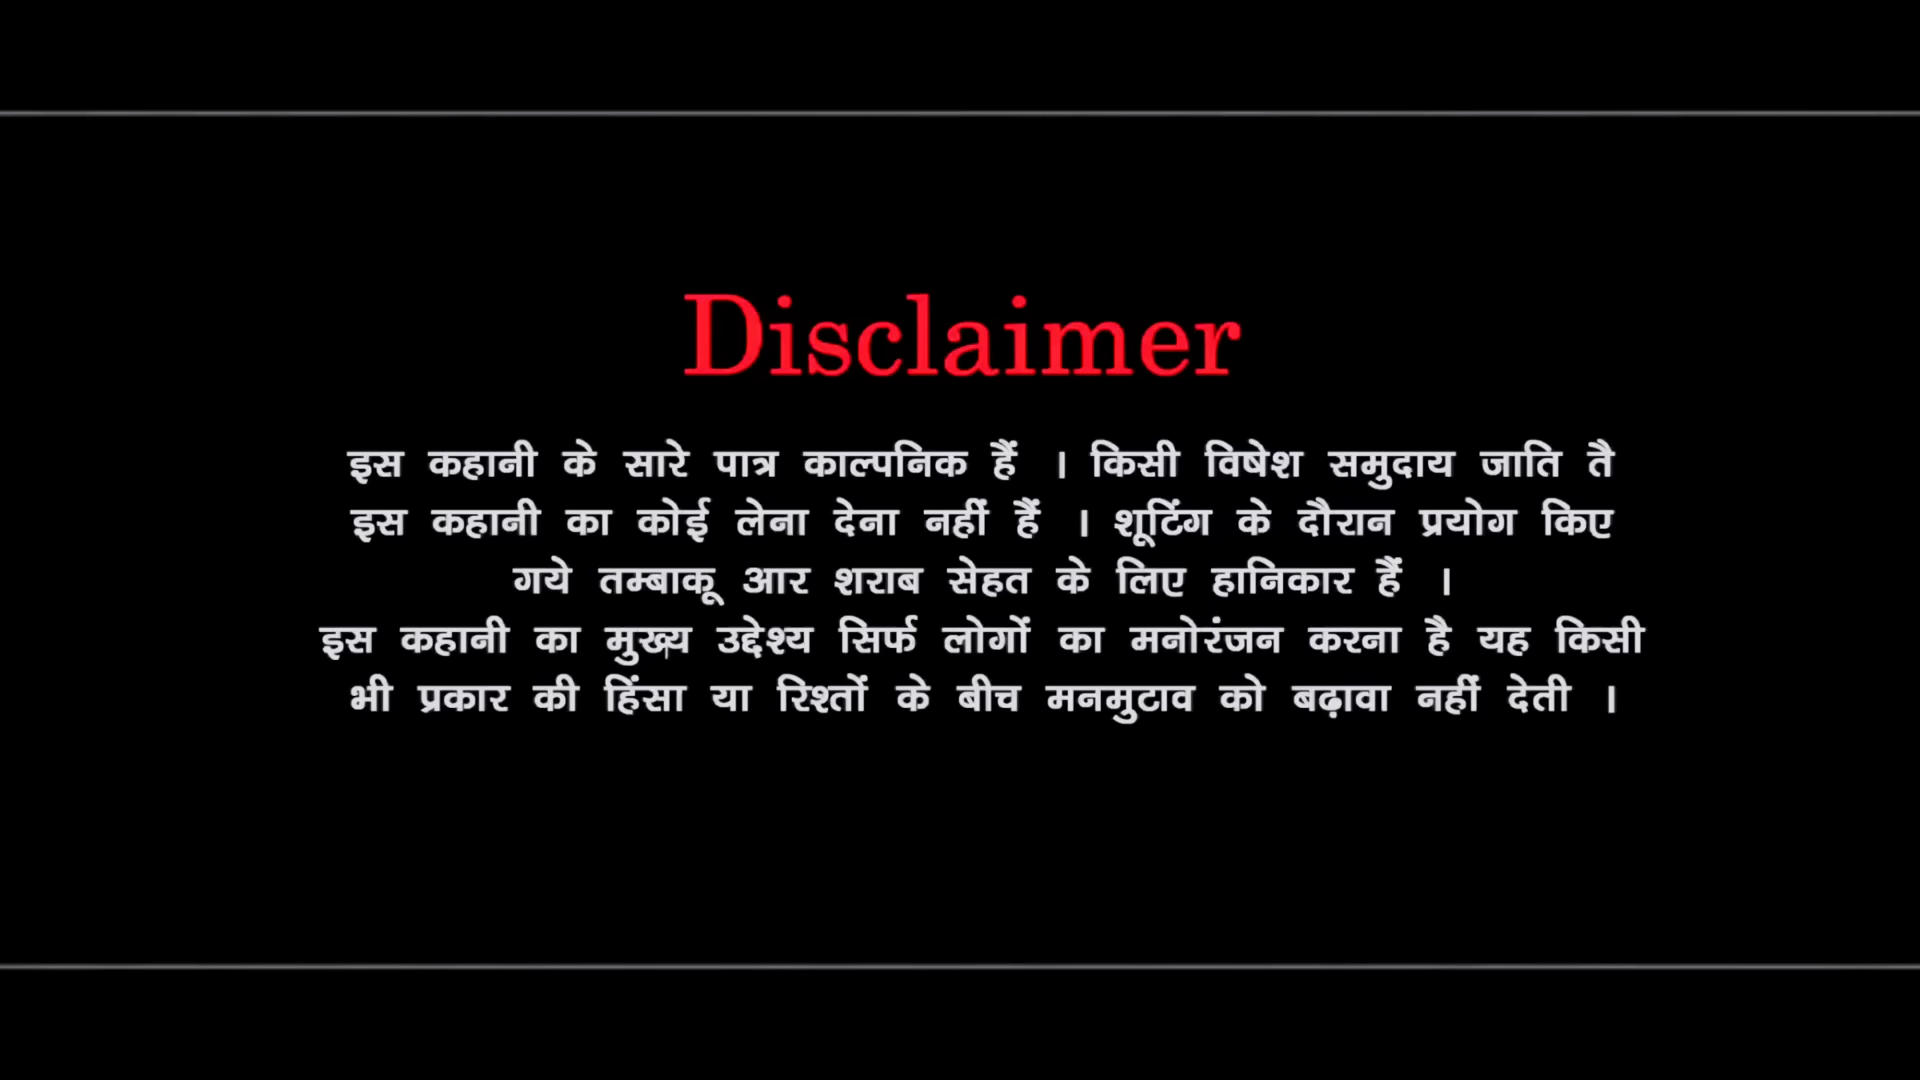 Disclaimer
इस कहानी के सारे पात्र काल्पनिक हैं । किसी विषेश समुदाय जाति तै
इस कहानी का कोई लेना देना नहीं हैं । शूटिंग के दौरान प्रयोग किए
गये तम्बाकू आर शराब सेहत के लिए हानिकार हैं ।
इस कहानी का मुख्य उद्देश्य सिर्फ लोगों का मनोरंजन करना है यह किसी
भी प्रकार की हिंसा या रिश्तों के बीच मनमुटाव को बढ़ावा नहीं देती ।